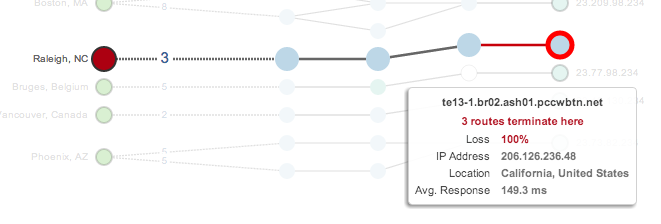 Boston, MA
8
23.209.98.234
Raleigh, NC
3
Bruges, Belgium
5
23.77.98.234
Vancouver, Canada
2
Phoenix, AZ
5
5
te13-1.br02.ash01.pccwbtn.net
3 routes terminate here
Loss 100%
IP Address 206.126.236.48
Location California, United States
Avg. Response 149.3 ms